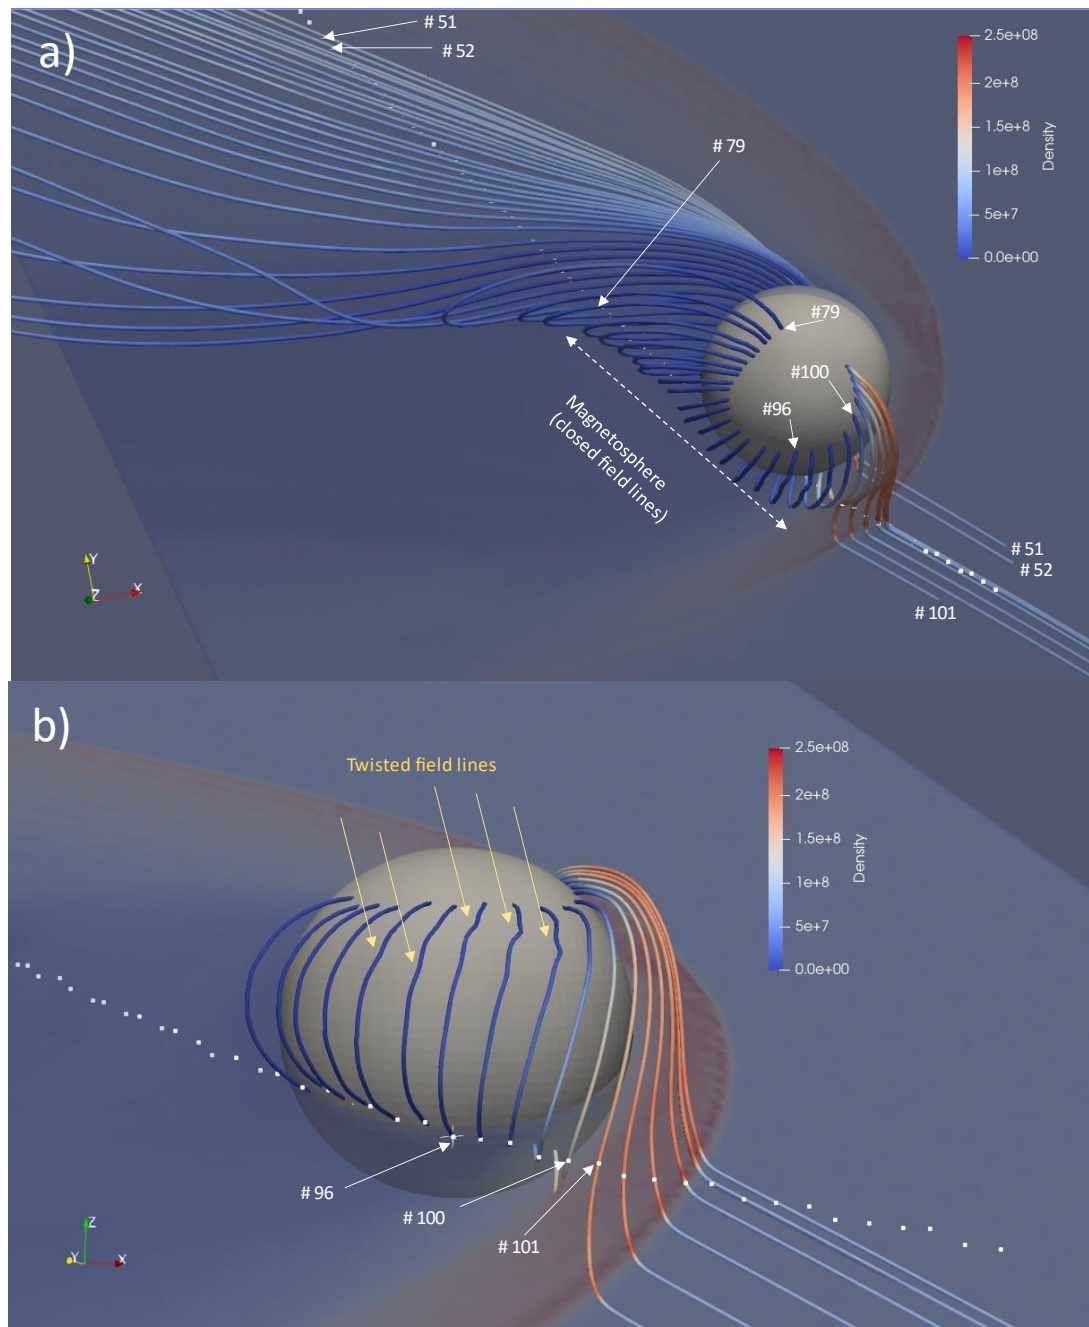 a)
# 51
# 52
2.5e+08
2e+8
1.5e+8
1e+8
5e+7
0.0e+00
Density
# 79
#79
#100
#96
Magnetosphere
(closed field lines)
Y
Z
X
# 51
# 52
# 101
b)
Twisted field lines
2.5e+08
2e+8
1.5e+8
1e+8
5e+7
0.0e+00
Density
# 96
# 100
# 101
Z
Y
X